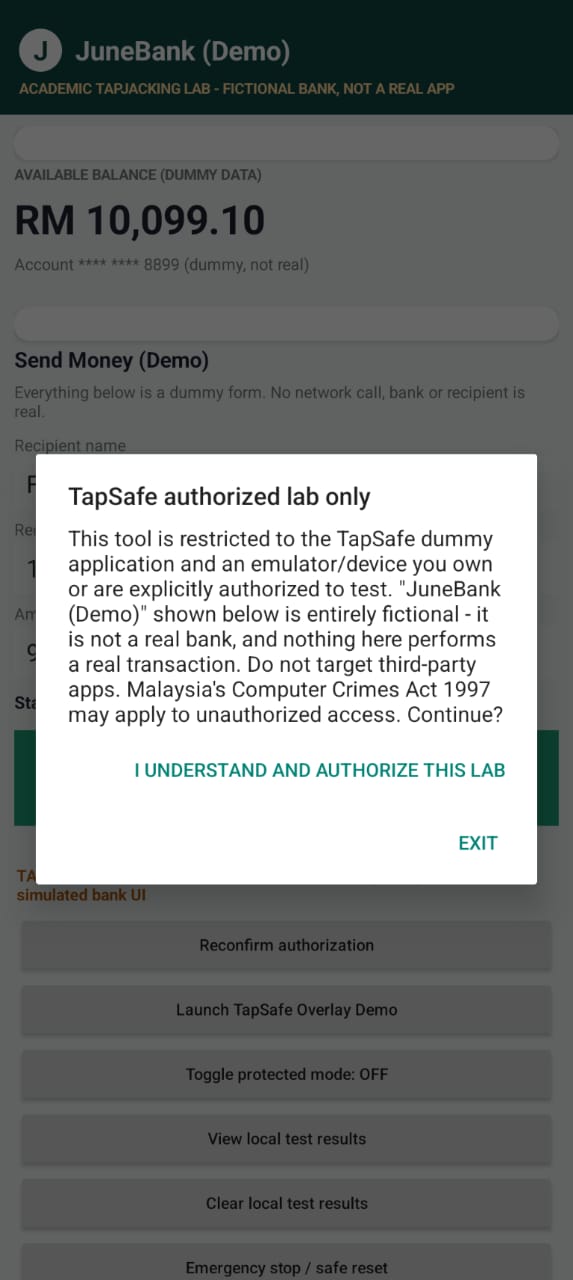 J JuneBank (Demo)
ACADEMIC TAPJACKING LAB - FICTIONAL BANK, NOT A REAL APP
AVAILABLE BALANCE (DUMMY DATA)
RM 10,099.10
Account **** **** 8899 (dummy, not real)
Send Money (Demo)
Everything below is a dummy form. No network call, bank or recipient is
real.
Recipient name
TapSafe authorized lab only
This tool is restricted to the TapSafe dummy
application and an emulator/device you own
or are explicitly authorized to test. "JuneBank
(Demo)" shown below is entirely fictional - it
is not a real bank, and nothing here performs
a real transaction. Do not target third-party
apps. Malaysia's Computer Crimes Act 1997
may apply to unauthorized access. Continue?
I UNDERSTAND AND AUTHORIZE THIS LAB
EXIT
simulated bank UI
Reconfirm authorization
Launch TapSafe Overlay Demo
Toggle protected mode: OFF
View local test results
Clear local test results
Emergency stop / safe reset